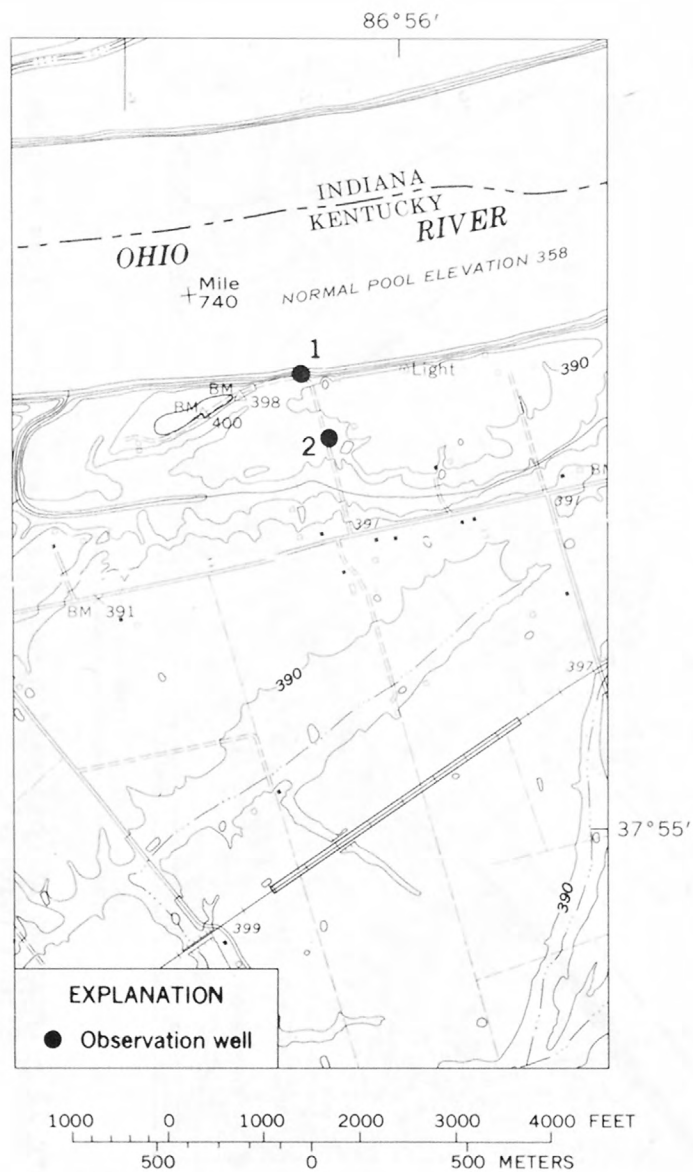 86°56'
INDIANA
KENTUCKY
OHIO
RIVER
Mile
740
NORMAL POOL ELEVATION 358
1
Light
390
BM
398
BM
400
2
BM
397
397
BM 391
397
390
37°55'
390
399
EXPLANATION
Observation well
1000 0 1000 2000 3000 4000 FEET
500 0 500 METERS